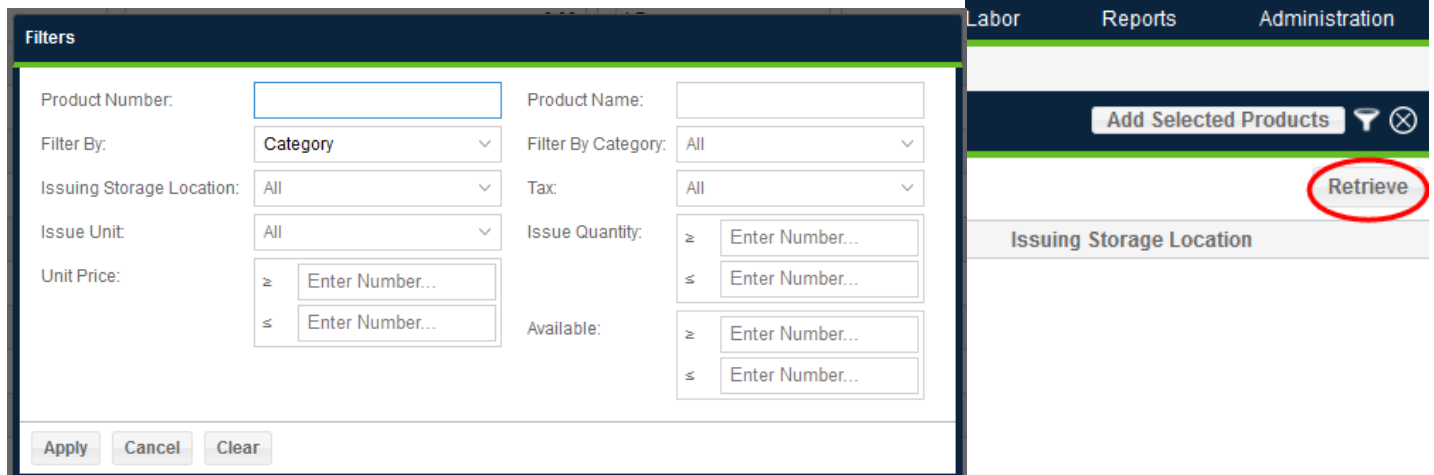 Filters
Product Number:
Product Name:
Filter By:
Category
Filter By Category:
All
Issuing Storage Location:
All
Tax:
All
Issue Unit:
All
Issue Quantity:
≥ Enter Number...
≤ Enter Number...
Unit Price:
≥ Enter Number...
≤ Enter Number...
Available:
≥ Enter Number...
≤ Enter Number...
Apply
Cancel
Clear
Labor
Reports
Administration
Add Selected Products
Retrieve
Issuing Storage Location